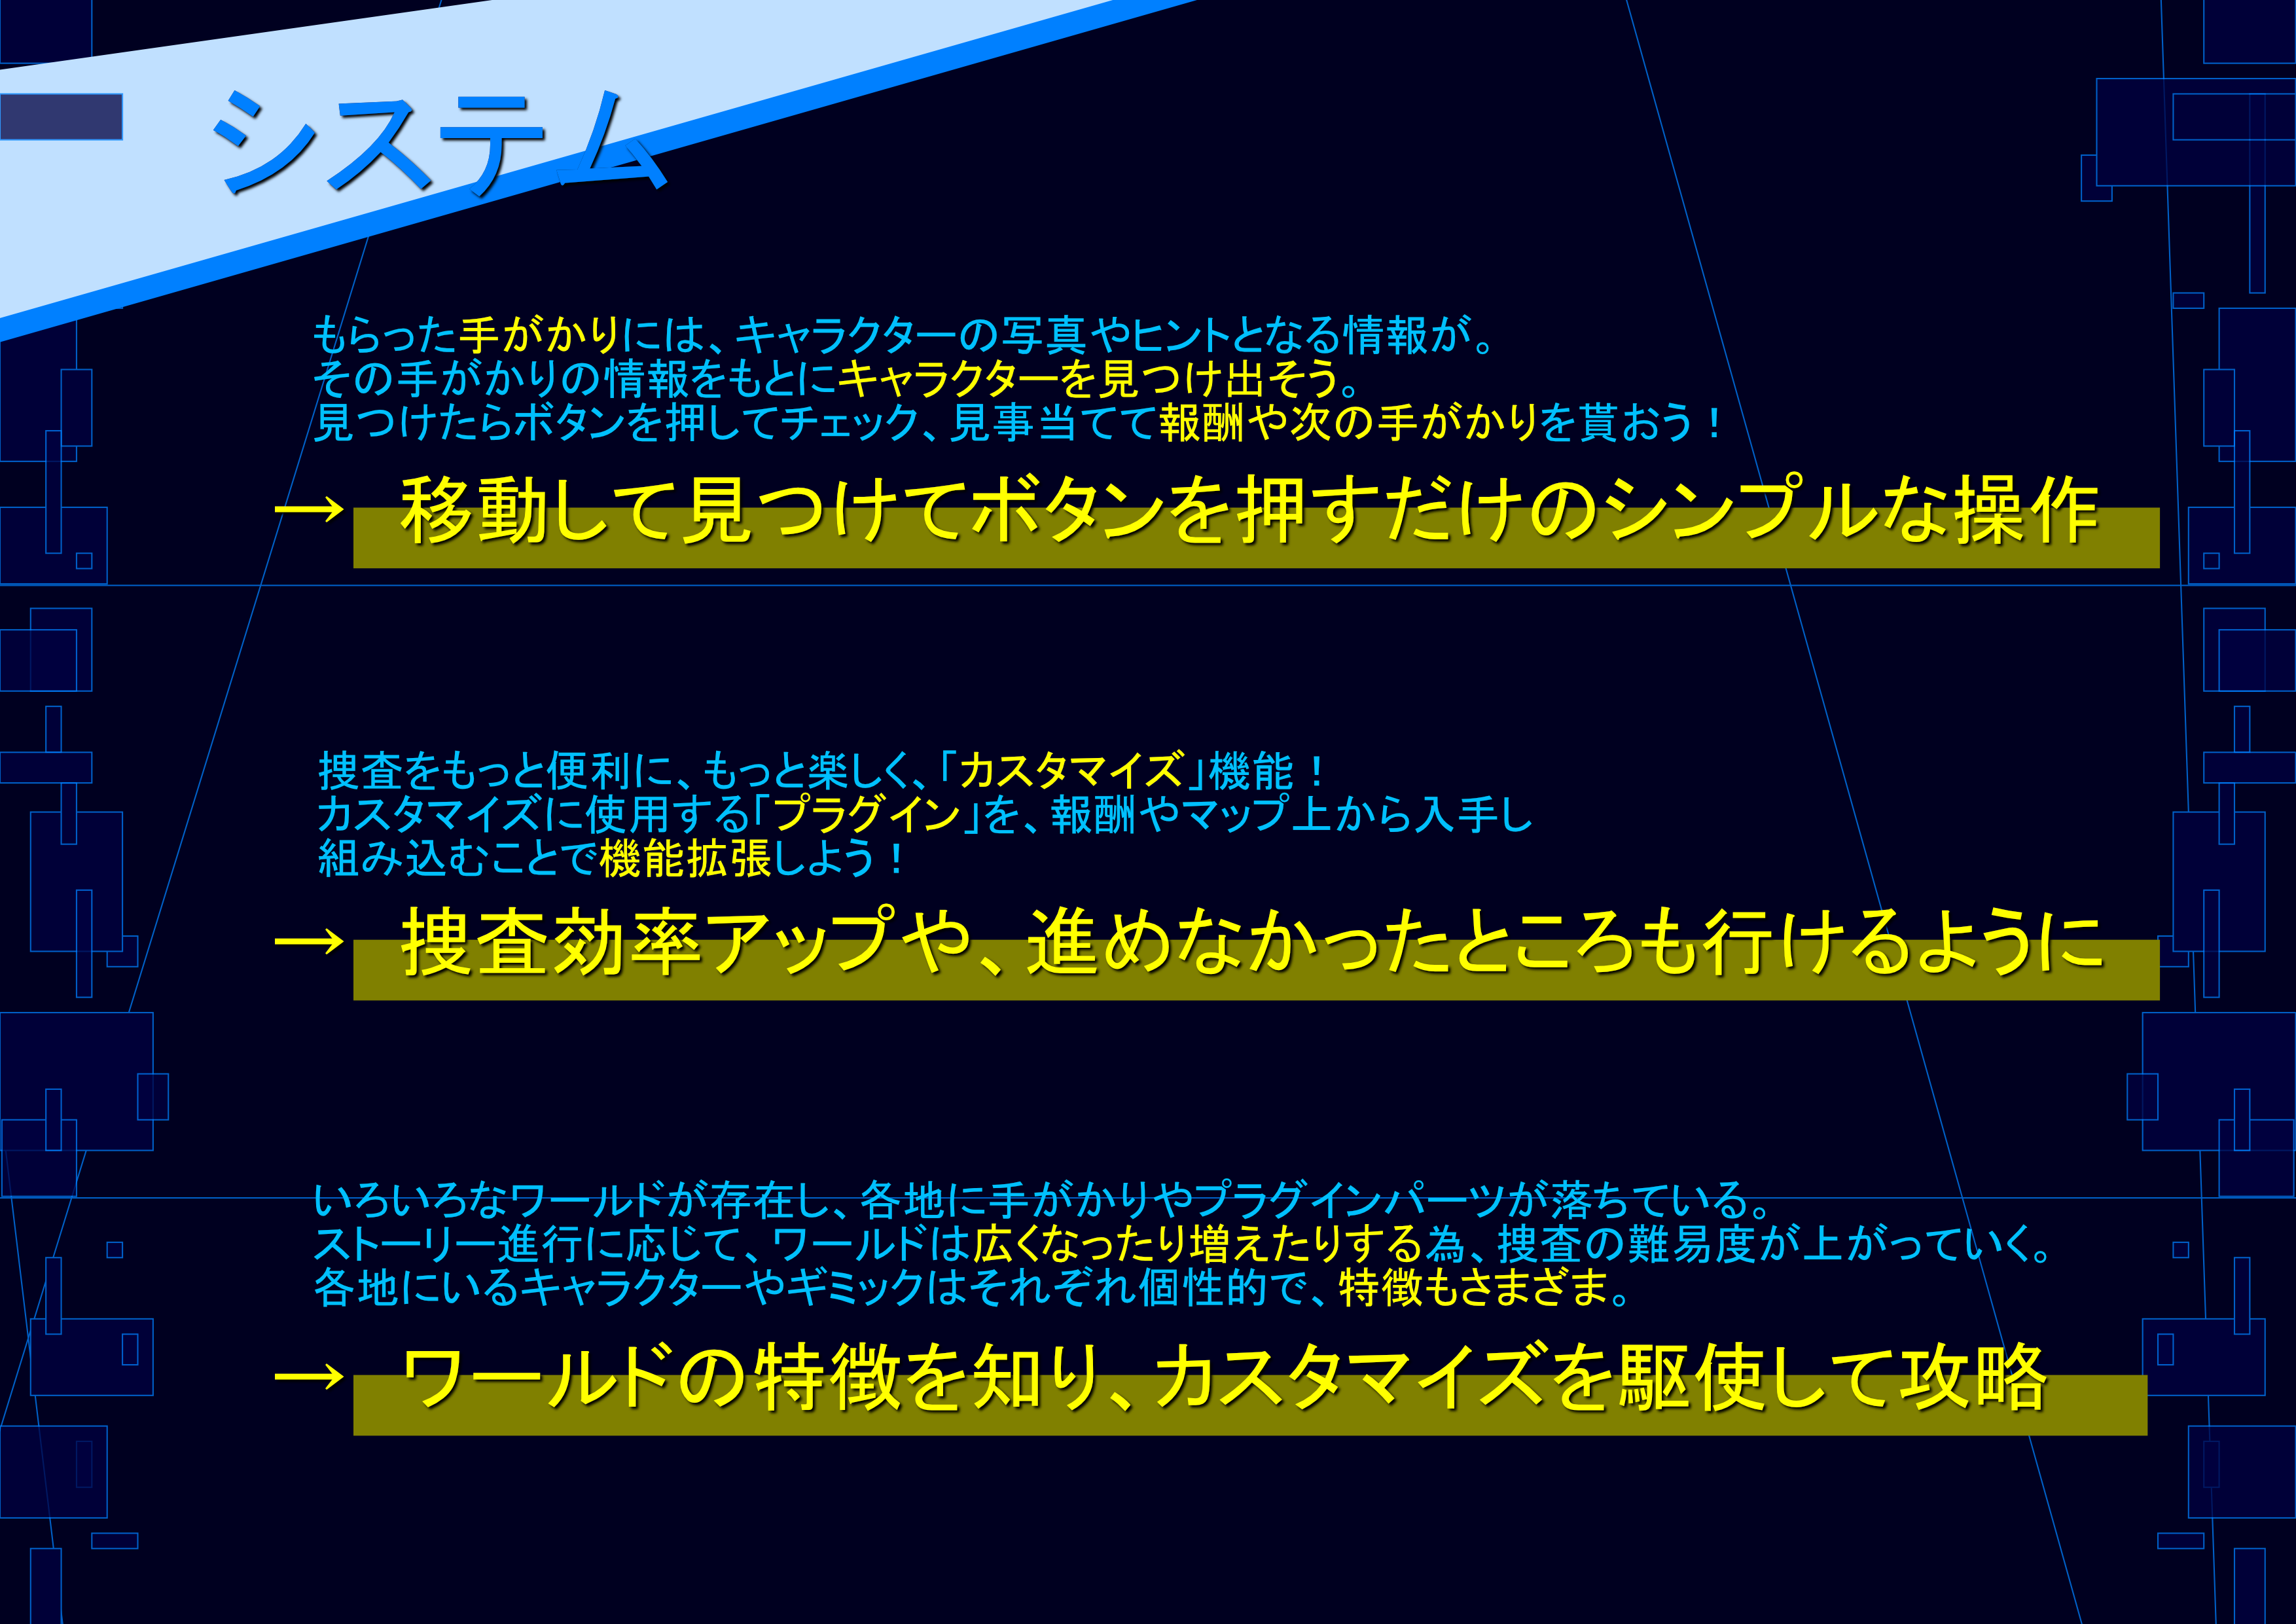 システム
もらった手がかりには、キャラクターの写真やヒントとなる情報が。
その手がかりの情報をもとにキャラクターを見つけ出そう。
見つけたらボタンを押してチェック、見事当てて報酬や次の手がかりを貰おう！
→ 移動して見つけてボタンを押すだけのシンプルな操作
捜査をもっと便利に、もっと楽しく、「カスタマイズ」機能！
カスタマイズに使用する「プラグイン」を、報酬やマップ上から入手し
組み込むことで機能拡張しよう！
→ 捜査効率アップや、進めなかったところも行けるように
いろいろなワールドが存在し、各地に手がかりやプラグインパーツが落ちている。
ストーリー進行に応じて、ワールドは広くなったり増えたりする為、捜査の難易度が上がっていく。
各地にいるキャラクターやギミックはそれぞれ個性的で、特徴もさまざま。
→ ワールドの特徴を知り、カスタマイズを駆使して攻略